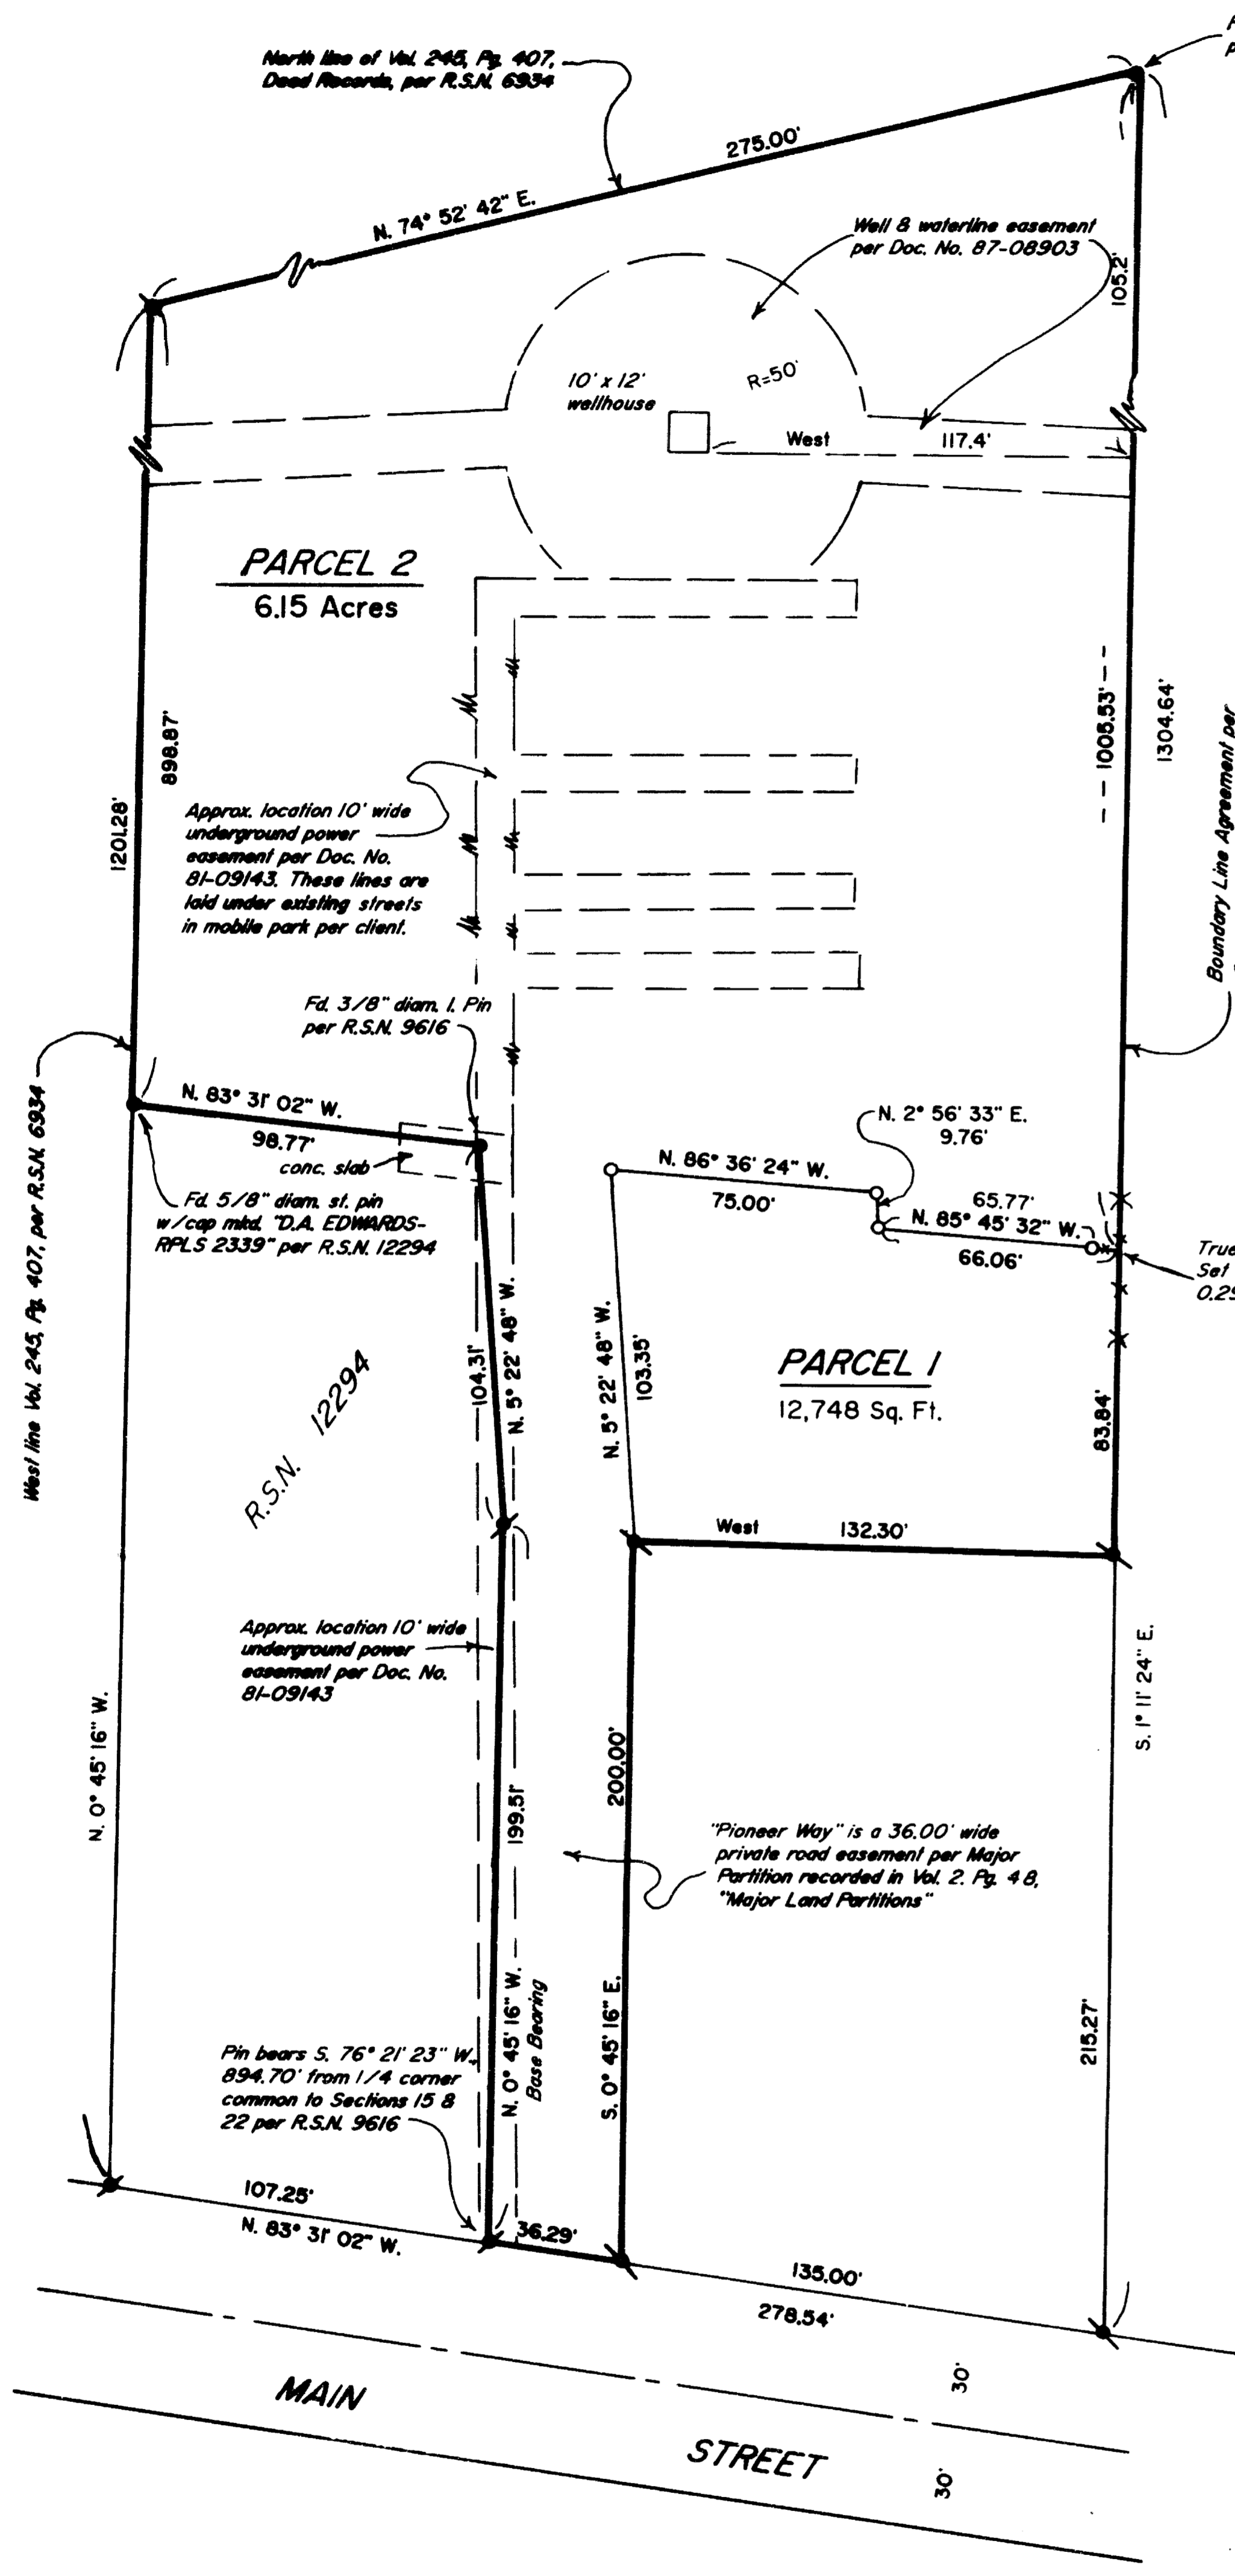 North line of Vol. 245, Pg. 407,
Deed Records, per R.S.N. 6934
275.00'
N. 74° 52' 42" E.
Well & waterline easement
per Doc. No. 87-08903
105.2'
R=50'
10' x 12'
wellhouse
West 117.4'
PARCEL 2
6.15 Acres
898.87'
1201.28'
1005.53'
1304.64'
Boundary Line Agreement per
Approx. location 10' wide
underground power
easement per Doc. No.
81-09143. These lines are
laid under existing streets
in mobile park per client.
Fd. 3/8" diam. I. Pin
per R.S.N. 9616
West line Vol. 245, Pg. 407, per R.S.N. 6934
N. 83° 31' 02" W.
98.77'
conc. slab
Fd. 5/8" diam. st. pin
w/cap mkd. "D.A. EDWARDS-
RPLS 2339" per R.S.N. 12294
N. 2° 56' 33" E.
9.76'
N. 86° 36' 24" W.
75.00'
65.77'
N. 85° 45' 32" W.
66.06'
True
Set
0.29
104.31'
N. 5° 22' 48" W.
N. 5° 22' 48" W.
103.35'
PARCEL 1
12,748 Sq. Ft.
83.84'
R.S.N. 12294
West 132.30'
Approx. location 10' wide
underground power
easement per Doc. No.
81-09143
N. 0° 45' 16" W.
S. 1° 11' 24" E.
200.00'
199.51'
"Pioneer Way" is a 36.00' wide
private road easement per Major
Partition recorded in Vol. 2. Pg. 48,
"Major Land Partitions"
N. 0° 45' 16" W.
Base Bearing
S. 0° 45' 16" E.
215.27'
Pin bears S. 76° 21' 23" W.
894.70' from 1/4 corner
common to Sections 15 &
22 per R.S.N. 9616
107.25'
N. 83° 31' 02" W.
36.29'
135.00'
278.54'
30'
MAIN
STREET
30'